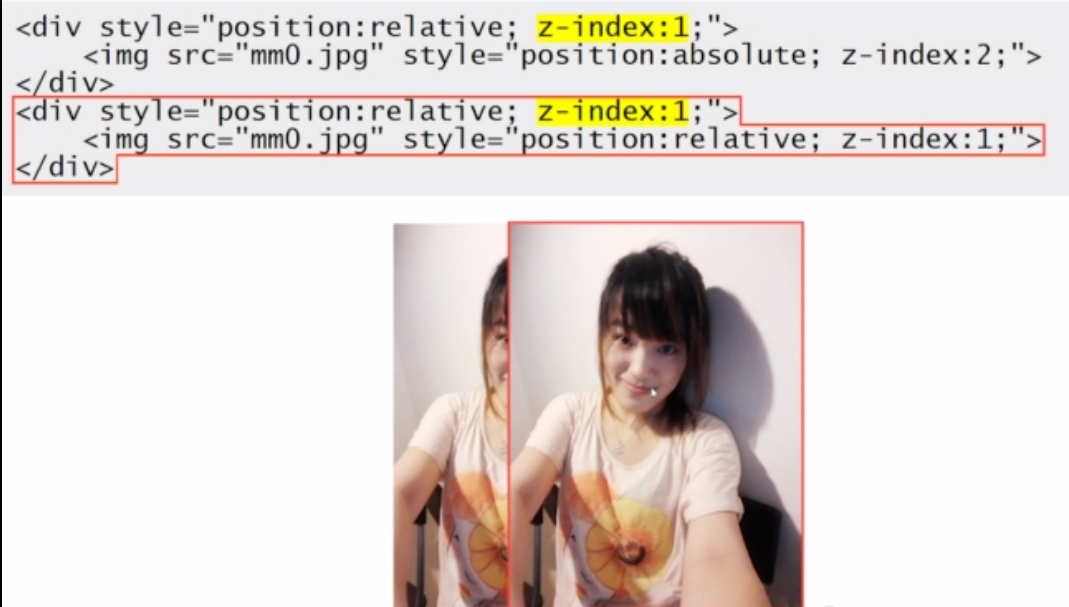 <div style="position:relative; z-index:1;">
<img src="mm0.jpg" style="position:absolute; z-index:2;">
</div>
<div style="position:relative; z-index:1;">
<img src="mm0.jpg" style="position:relative; z-index:1;">
</div>